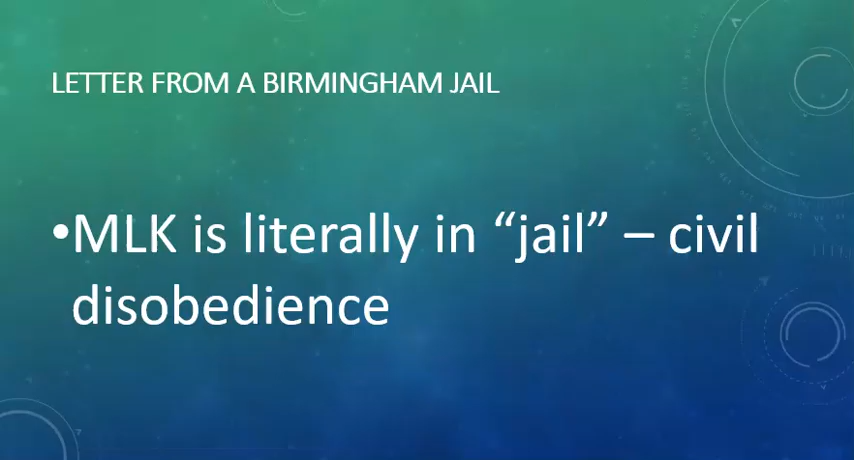 LETTER FROM A BIRMINGHAM JAIL
•MLK is literally in “jail” – civil
disobedience